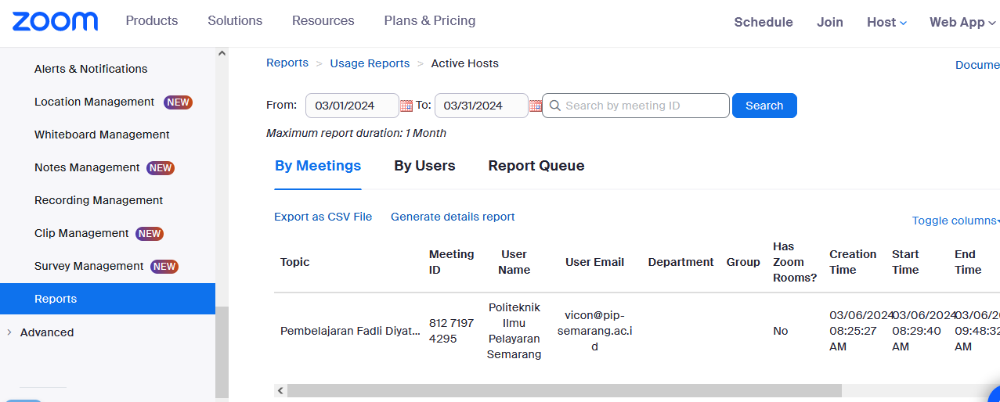 zoom Products Solutions Resources Plans & Pricing Schedule Join Host Web App
Alerts & Notifications
Location Management NEW
Whiteboard Management
Notes Management NEW
Recording Management
Clip Management NEW
Survey Management NEW
Reports
Advanced
Reports > Usage Reports > Active Hosts
Docume
From: 03/01/2024 To: 03/31/2024 Search by meeting ID Search
Maximum report duration: 1 Month
By Meetings By Users Report Queue
Export as CSV File Generate details report
Toggle columns
Topic
Meeting
ID
User
Name
User Email
Department
Group
Has
Zoom
Rooms?
Creation
Time
Start
Time
End
Time
Pembelajaran Fadli Diyat...
812 7197
4295
Politeknik
Ilmu
Pelayaran
Semarang
vicon@pip-
semarang.ac.i
d
No
03/06/2024
08:25:27
AM
03/06/2024
08:29:40
AM
03/06/20
09:48:32
AM